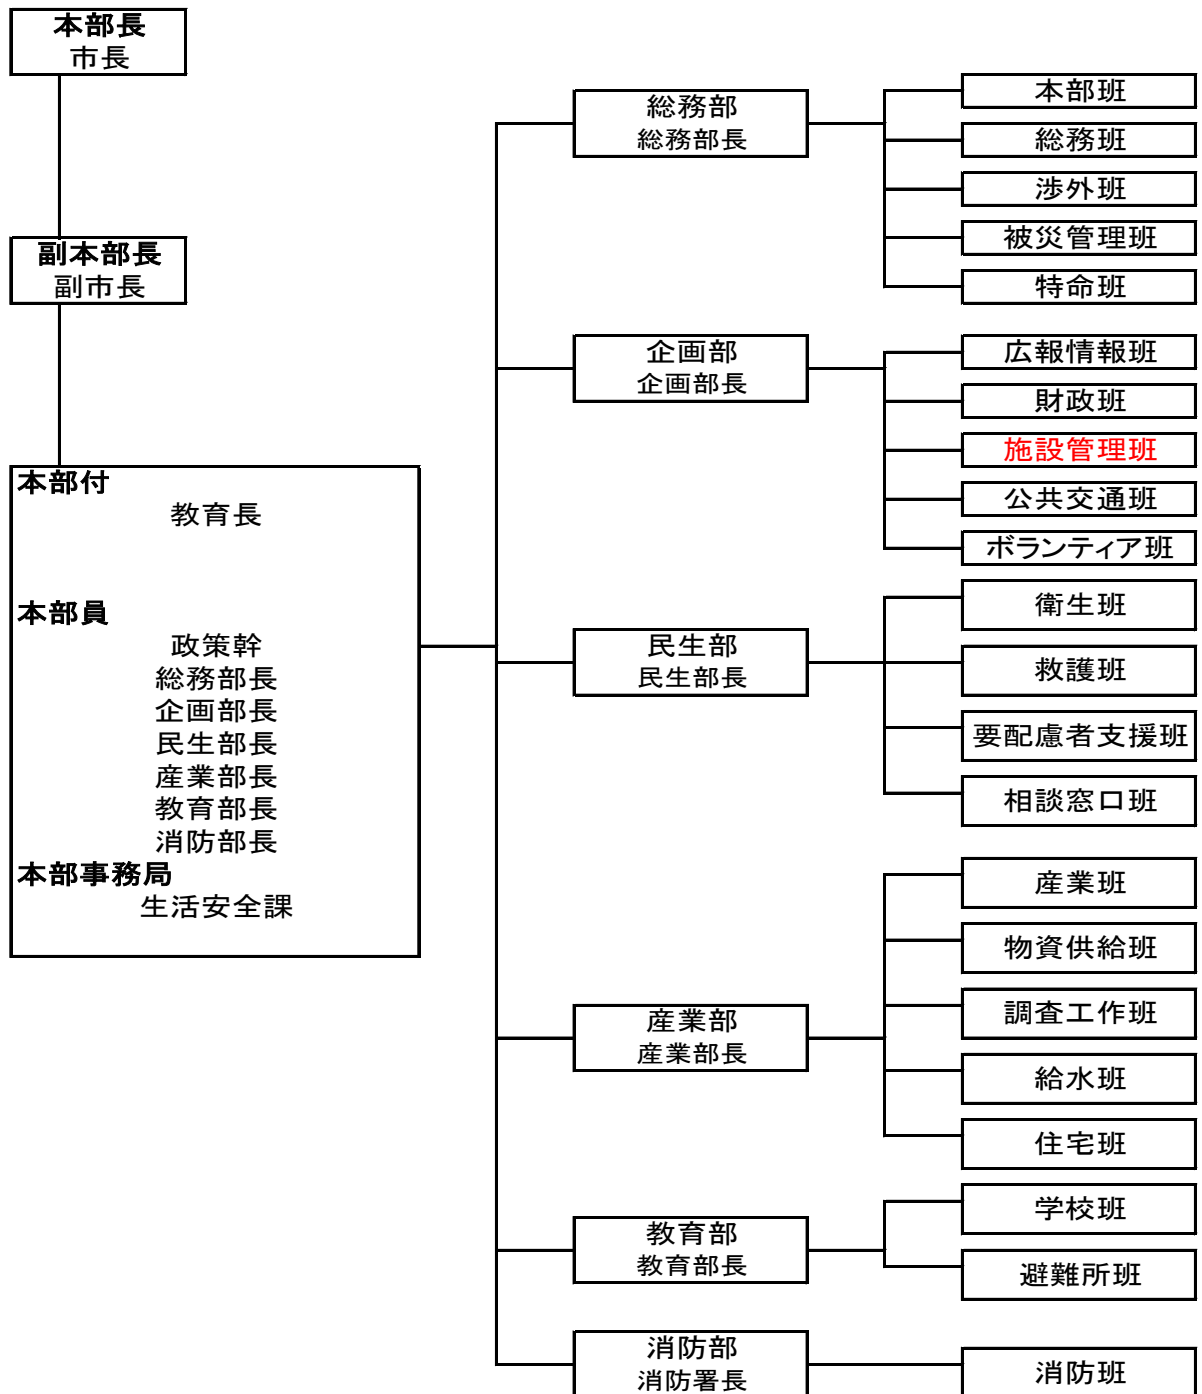 本部長
市長
副本部長
副市長
本部付
教育長
本部員
政策幹
総務部長
企画部長
民生部長
産業部長
教育部長
消防部長
本部事務局
生活安全課
総務部
総務部長
本部班
総務班
渉外班
被災管理班
特命班
企画部
企画部長
広報情報班
財政班
施設管理班
公共交通班
ボランティア班
民生部
民生部長
衛生班
救護班
要配慮者支援班
相談窓口班
産業部
産業部長
産業班
物資供給班
調査工作班
給水班
住宅班
教育部
教育部長
学校班
避難所班
消防部
消防署長
消防班